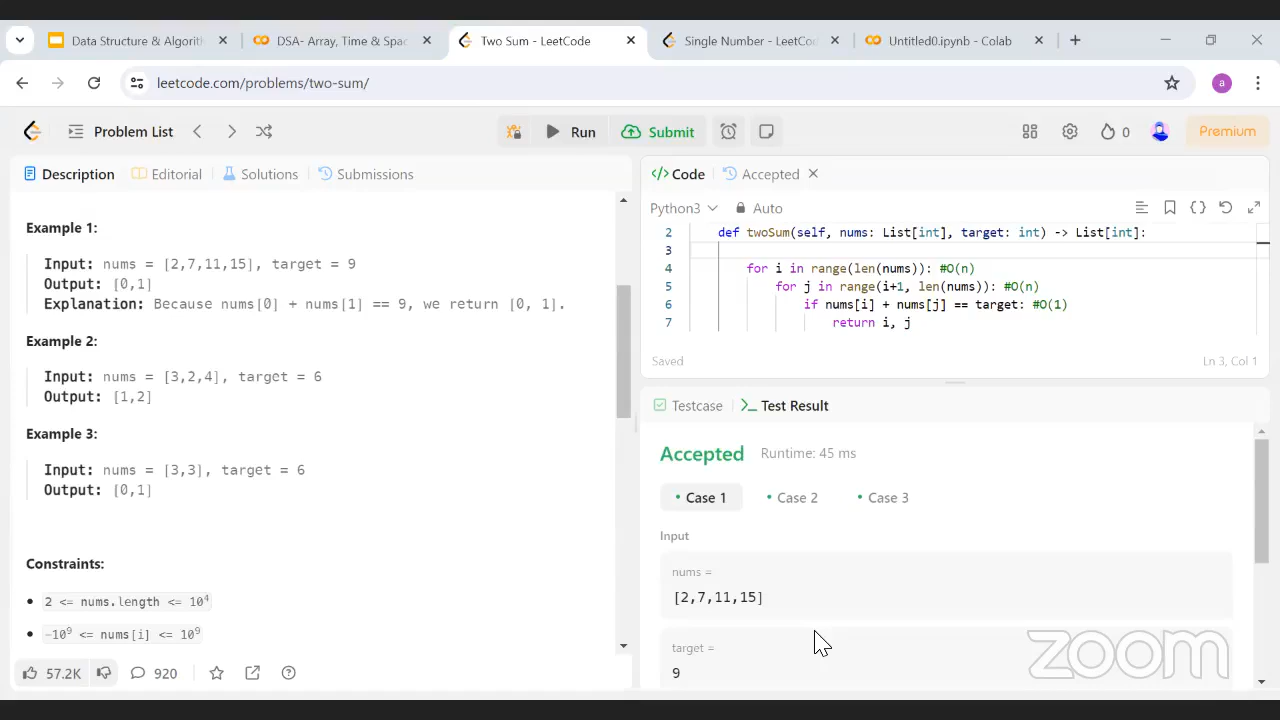 Data Structure & Algorith
DSA- Array, Time & Spac
Two Sum - LeetCode
Single Number - LeetCod
Untitled0.ipynb - Colab
leetcode.com/problems/two-sum/
a
Problem List
Run
Submit
0
Premium
Description
Editorial
Solutions
Submissions
Example 1:
Input: nums = [2,7,11,15], target = 9
Output: [0,1]
Explanation: Because nums[0] + nums[1] == 9, we return [0, 1].
Example 2:
Input: nums = [3,2,4], target = 6
Output: [1,2]
Example 3:
Input: nums = [3,3], target = 6
Output: [0,1]
Constraints:
• 2 <= nums.length <= 10⁴
• -10⁹ <= nums[i] <= 10⁹
57.2K
920
</> Code
Accepted
Python3
Auto
2 def twoSum(self, nums: List[int], target: int) -> List[int]:
3
4 for i in range(len(nums)): #O(n)
5 for j in range(i+1, len(nums)): #O(n)
6 if nums[i] + nums[j] == target: #O(1)
7 return i, j
Saved
Ln 3, Col 1
Testcase
>_ Test Result
Accepted Runtime: 45 ms
• Case 1
• Case 2
• Case 3
Input
nums =
[2,7,11,15]
target =
9
zoom